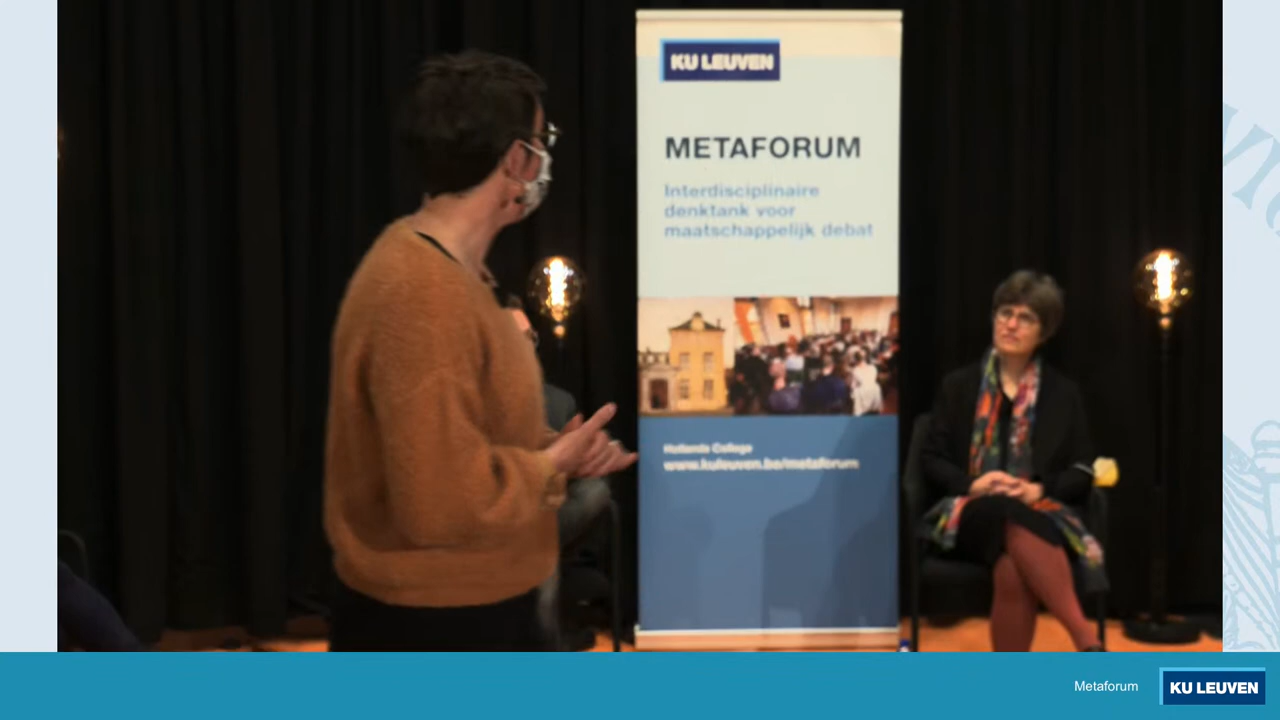 KU LEUVEN
METAFORUM
Interdisciplinaire
denktank voor
maatschappelijk debat
Hollands College
www.kuleuven.be/metaforum
Metaforum
KU LEUVEN